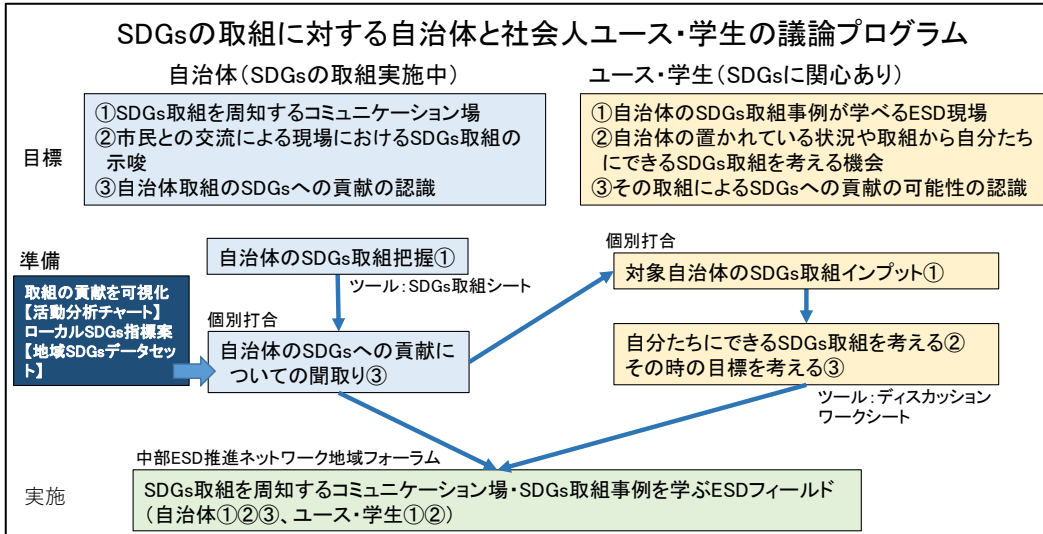 SDGsの取組に対する自治体と社会人ユース・学生の議論プログラム
自治体（SDGsの取組実施中）
ユース・学生（SDGsに関心あり）
目標
①SDGs取組を周知するコミュニケーション場
②市民との交流による現場におけるSDGs取組の
示唆
③自治体取組のSDGsへの貢献の認識
①自治体のSDGs取組事例が学べるESD現場
②自治体の置かれている状況や取組から自分たち
にできるSDGs取組を考える機会
③その取組によるSDGsへの貢献の可能性の認識
準備
取組の貢献を可視化
【活動分析チャート】
ローカルSDGs指標案
【地域SDGsデータセッ
ト】
自治体のSDGs取組把握①
ツール：SDGs取組シート
個別打合
自治体のSDGsへの貢献に
ついての聞取り③
個別打合
対象自治体のSDGs取組インプット①
自分たちにできるSDGs取組を考える②
その時の目標を考える③
ツール：ディスカッション
ワークシート
中部ESD推進ネットワーク地域フォーラム
実施
SDGs取組を周知するコミュニケーション場・SDGs取組事例を学ぶESDフィールド
（自治体①②③、ユース・学生①②）